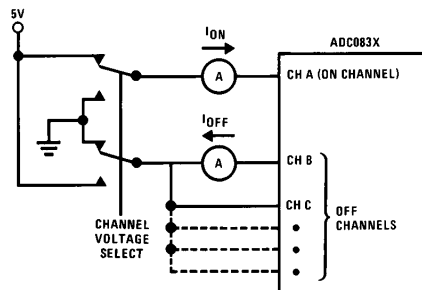 5V
ION
ADC083X
A
CH A (ON CHANNEL)
IOFF
A
CH B
CH C
OFF
CHANNELS
CHANNEL
VOLTAGE
SELECT